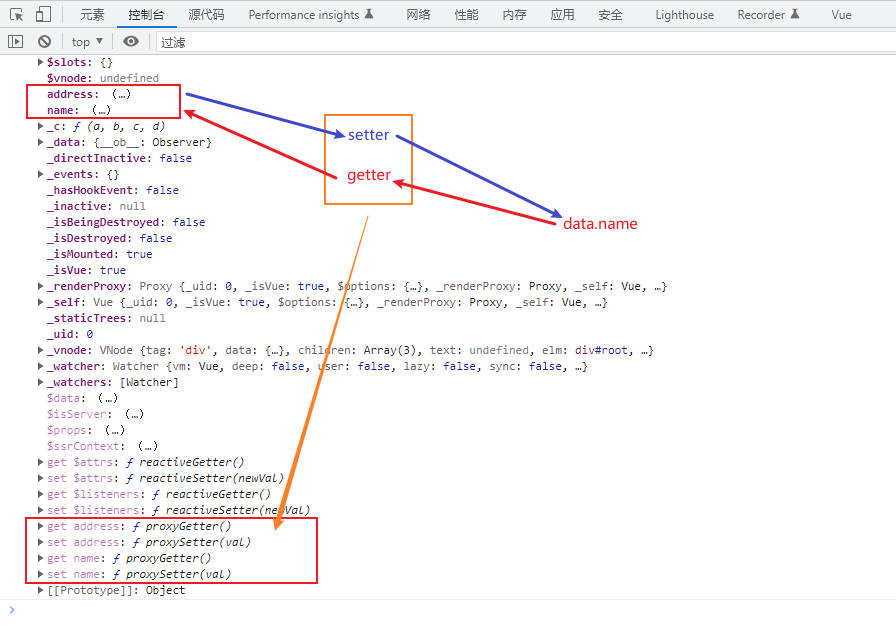 元素 控制台 源代码 Performance insights 网络 性能 内存 应用 安全 Lighthouse Recorder Vue
top 过滤
$slots: {}
$vnode: undefined
address: (…)
name: (…)
_c: ƒ (a, b, c, d)
_data: {__ob__: Observer}
_directInactive: false
_events: {}
_hasHookEvent: false
_inactive: null
_isBeingDestroyed: false
_isDestroyed: false
_isMounted: true
_isVue: true
_renderProxy: Proxy {_uid: 0, _isVue: true, $options: {…}, _renderProxy: Proxy, _self: Vue, …}
_self: Vue {_uid: 0, _isVue: true, $options: {…}, _renderProxy: Proxy, _self: Vue, …}
_staticTrees: null
_uid: 0
_vnode: VNode {tag: 'div', data: {…}, children: Array(3), text: undefined, elm: div#root, …}
_watcher: Watcher {vm: Vue, deep: false, user: false, lazy: false, sync: false, …}
_watchers: [Watcher]
$data: (…)
$isServer: (…)
$props: (…)
$ssrContext: (…)
get $attrs: ƒ reactiveGetter()
set $attrs: ƒ reactiveSetter(newVal)
get $listeners: ƒ reactiveGetter()
set $listeners: ƒ reactiveSetter(newVal)
get address: ƒ proxyGetter()
set address: ƒ proxySetter(val)
get name: ƒ proxyGetter()
set name: ƒ proxySetter(val)
[[Prototype]]: Object
setter
getter
data.name